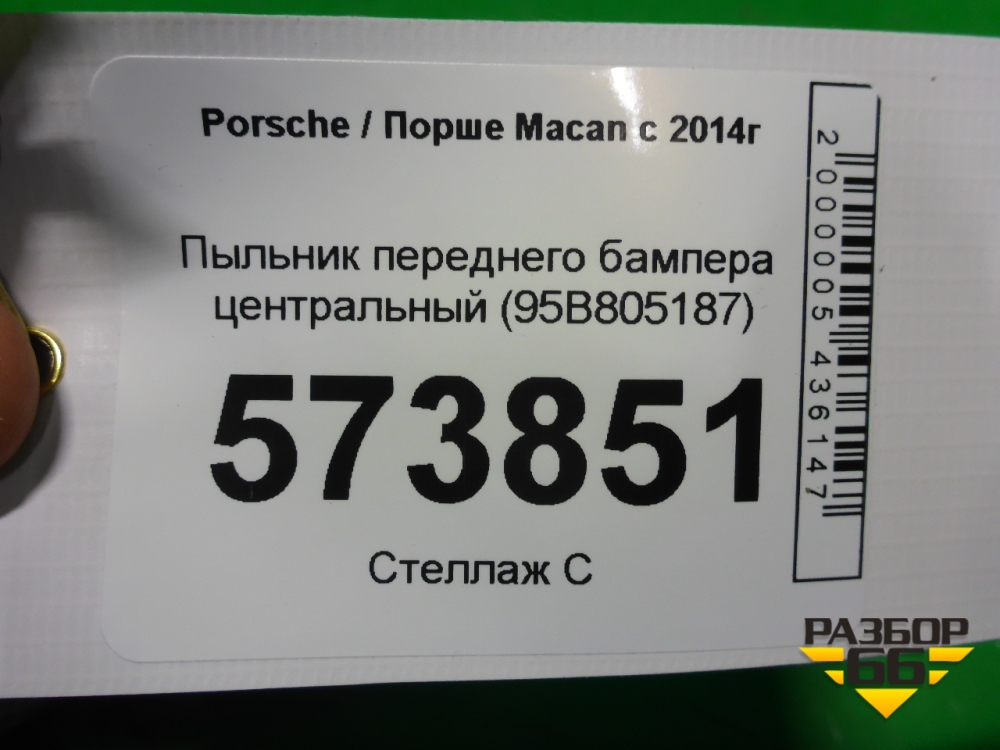 Porsche / Порше Macan с 2014г
Пыльник переднего бампера
центральный (95B805187)
573851
Стеллаж С
2000005436147
РАЗБОР
66